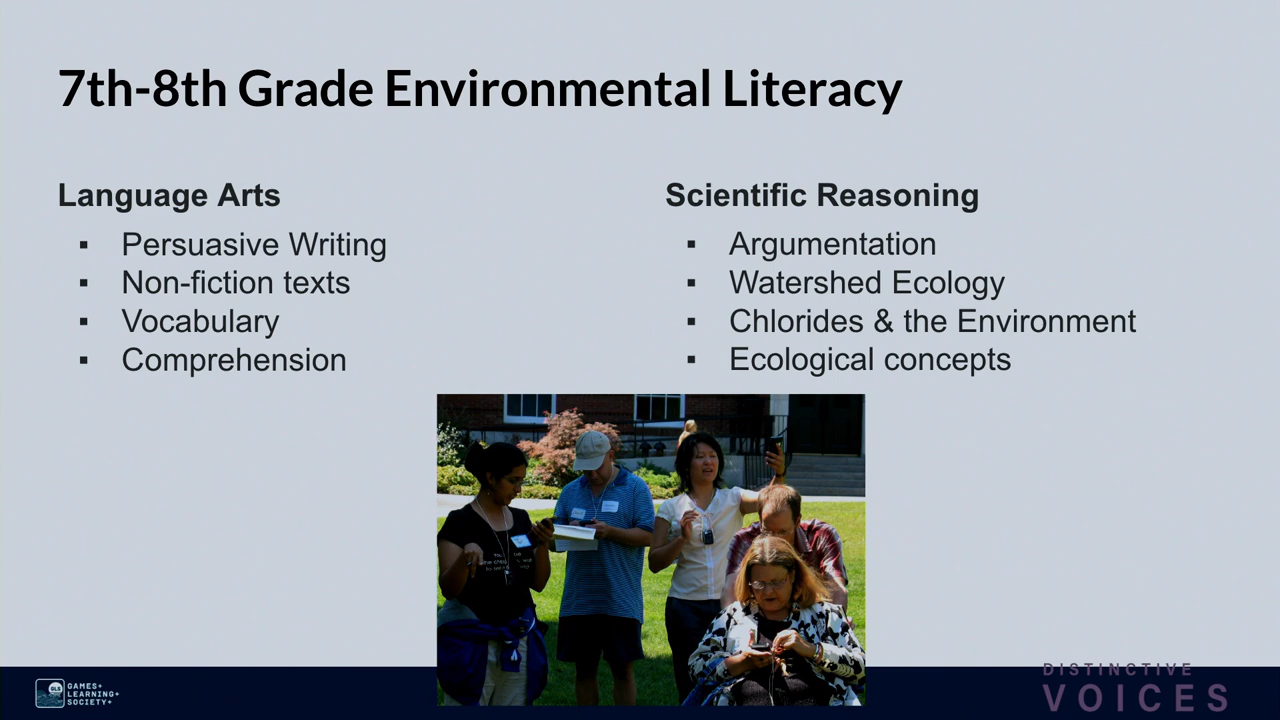 7th-8th Grade Environmental Literacy
Language Arts
▪ Persuasive Writing
▪ Non-fiction texts
▪ Vocabulary
▪ Comprehension
Scientific Reasoning
▪ Argumentation
▪ Watershed Ecology
▪ Chlorides & the Environment
▪ Ecological concepts
GAMES+
LEARNING+
SOCIETY+
DISTINCTIVE
VOICES